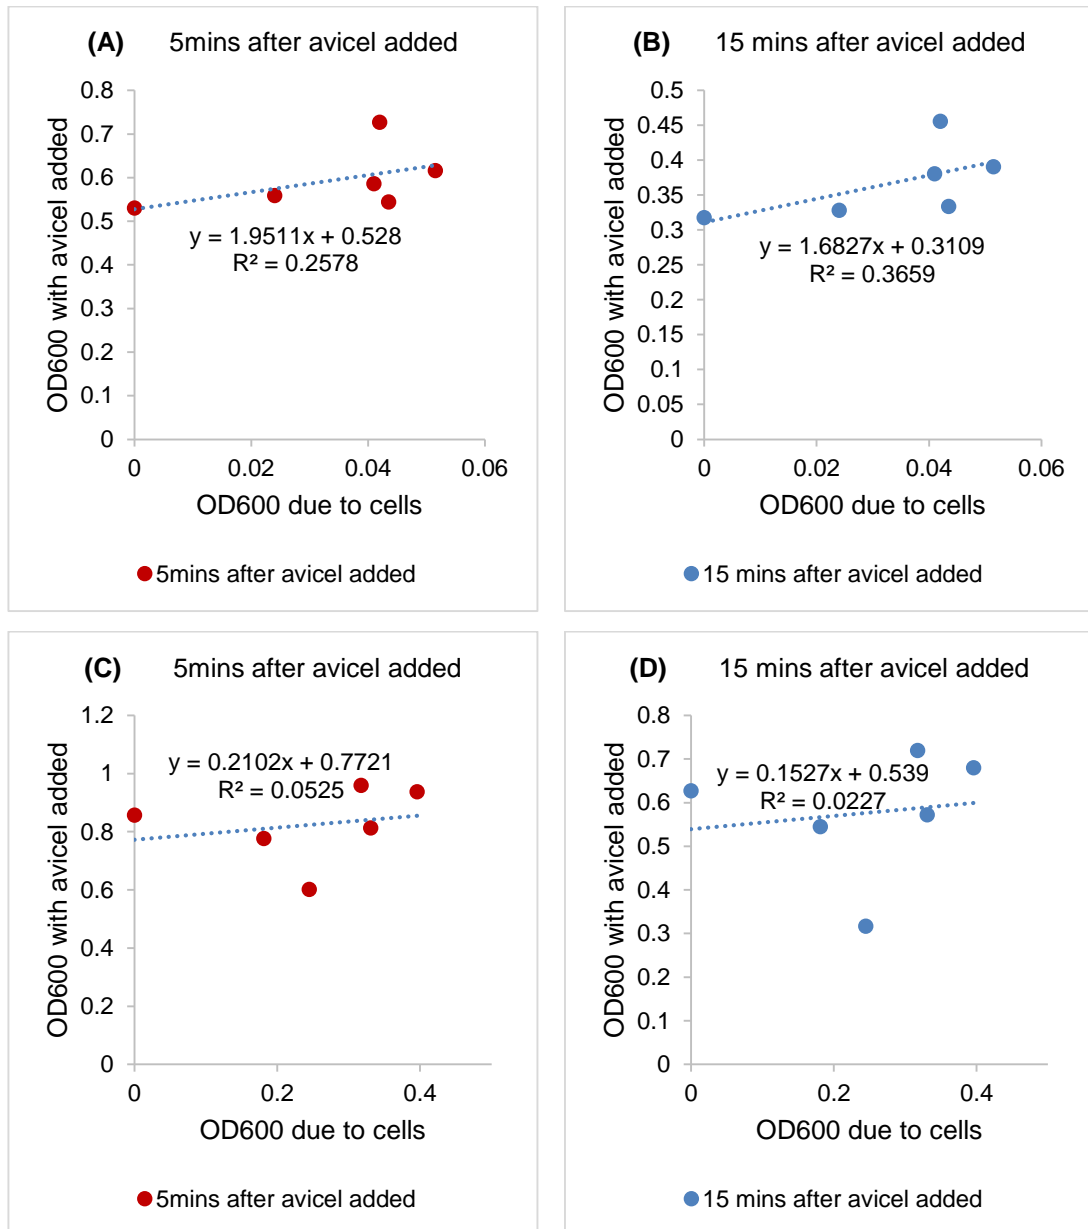 (A) 5mins after avicel added
OD600 with avicel added
0.8
0.7
0.6
0.5
0.4
0.3
0.2
0.1
0
y = 1.9511x + 0.528
R² = 0.2578
0 0.02 0.04 0.06
OD600 due to cells
5mins after avicel added
(B) 15 mins after avicel added
OD600 with avicel added
0.5
0.45
0.4
0.35
0.3
0.25
0.2
0.15
0.1
0.05
0
y = 1.6827x + 0.3109
R² = 0.3659
0 0.02 0.04 0.06
OD600 due to cells
15 mins after avicel added
(C) 5mins after avicel added
OD600 with avicel added
1.2
1
0.8
0.6
0.4
0.2
0
y = 0.2102x + 0.7721
R² = 0.0525
0 0.2 0.4
OD600 due to cells
5mins after avicel added
(D) 15 mins after avicel added
OD600 with avicel added
0.8
0.7
0.6
0.5
0.4
0.3
0.2
0.1
0
y = 0.1527x + 0.539
R² = 0.0227
0 0.2 0.4
OD600 due to cells
15 mins after avicel added